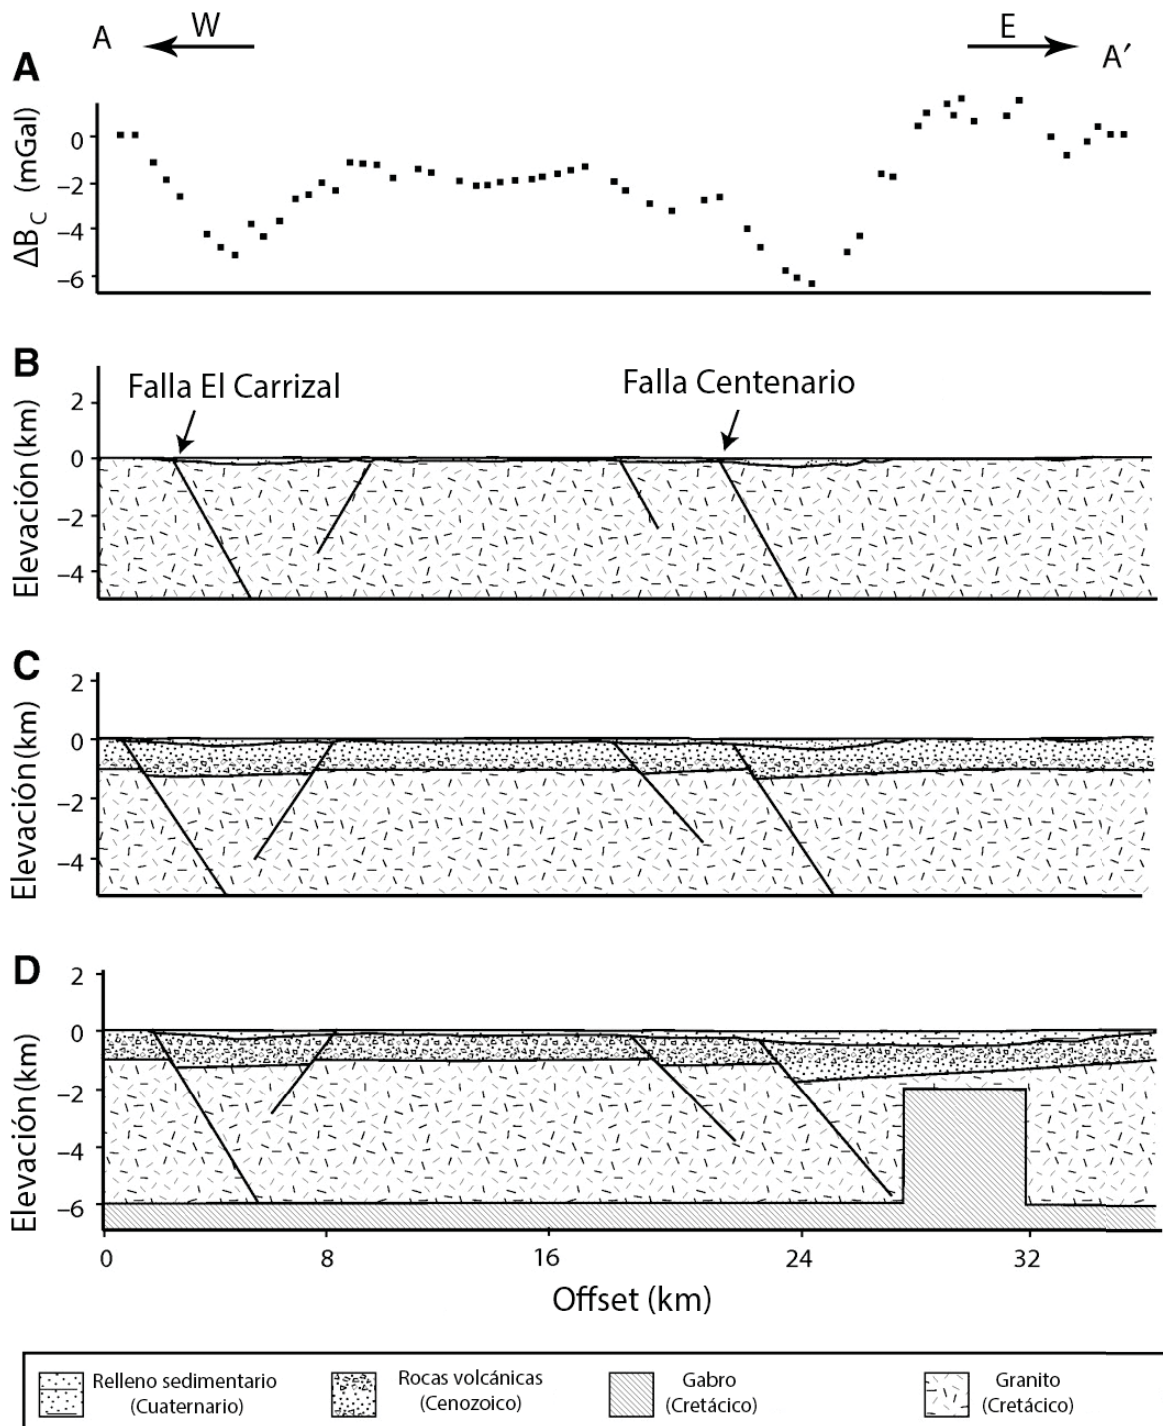 A W E A′
A
ΔB_C (mGal)
0
−2
−4
−6
B
Falla El Carrizal Falla Centenario
Elevación (km)
2
0
−2
−4
C
Elevación (km)
2
0
−2
−4
D
Elevación (km)
2
0
−2
−4
−6
0 8 16 24 32
Offset (km)
Relleno sedimentario
(Cuaternario)
Rocas volcánicas
(Cenozoico)
Gabro
(Cretácico)
Granito
(Cretácico)